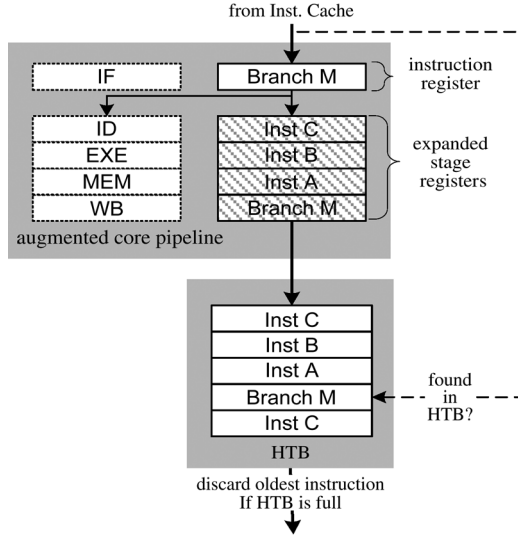 from Inst. Cache
IF
Branch M
instruction
register
ID
EXE
MEM
WB
Inst C
Inst B
Inst A
Branch M
expanded
stage
registers
augmented core pipeline
Inst C
Inst B
Inst A
Branch M
Inst C
HTB
found
in
HTB?
discard oldest instruction
If HTB is full